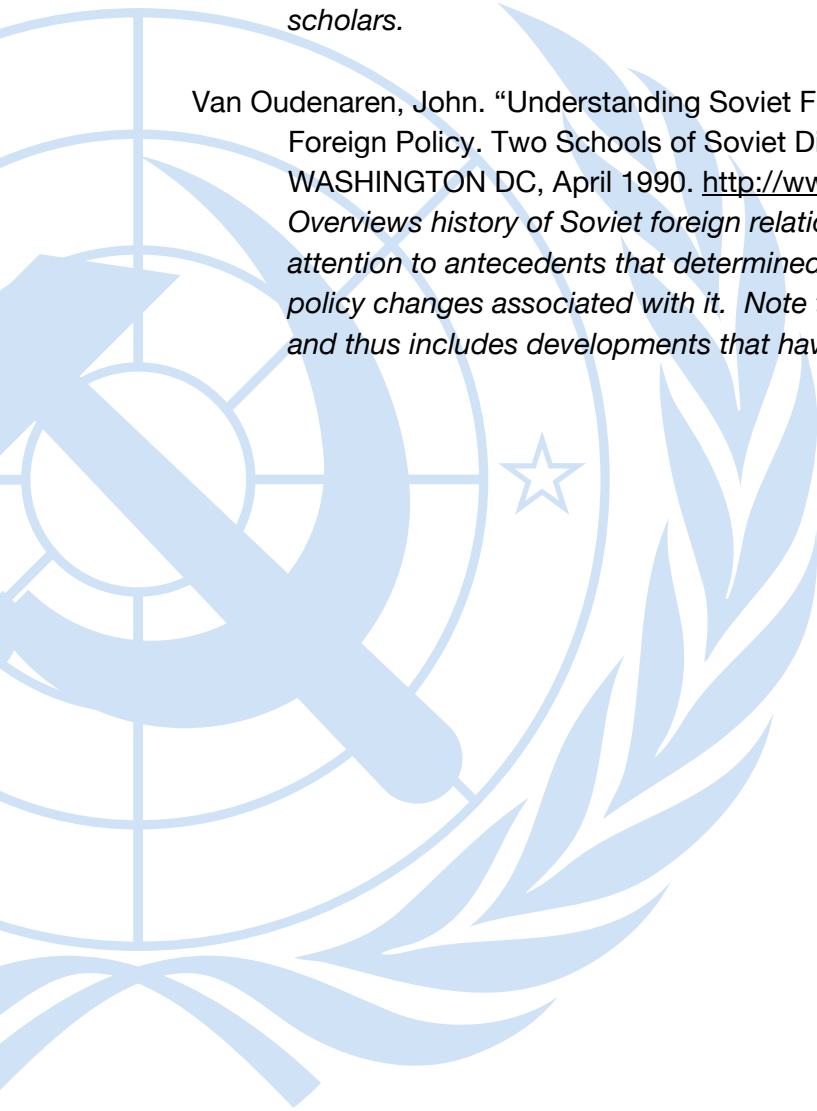 scholars.
Van Oudenaren, John. “Understanding Soviet F
Foreign Policy. Two Schools of Soviet Di
WASHINGTON DC, April 1990. http://ww
Overviews history of Soviet foreign relatio
attention to antecedents that determined
policy changes associated with it.  Note
and thus includes developments that hav